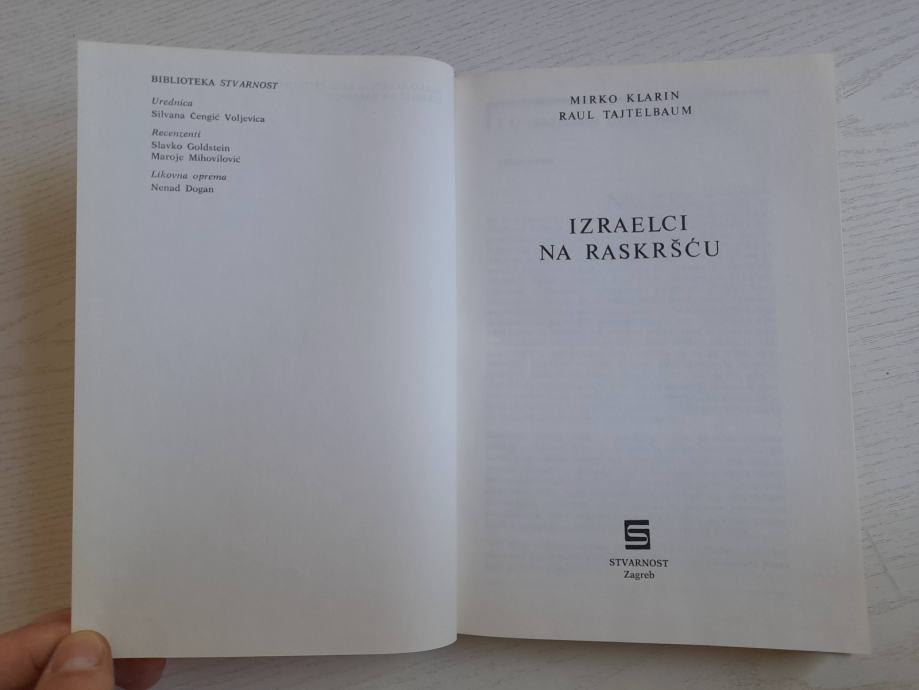 BIBLIOTEKA STVARNOST
Urednica
Silvana Cengić Voljevica
Recenzenti
Slavko Goldstein
Maroje Mihovilović
Likovna oprema
Nenad Dogan
MIRKO KLARIN
RAUL TAJTELBAUM
IZRAELCI
NA RASKRŠĆU
S
STVARNOST
Zagreb